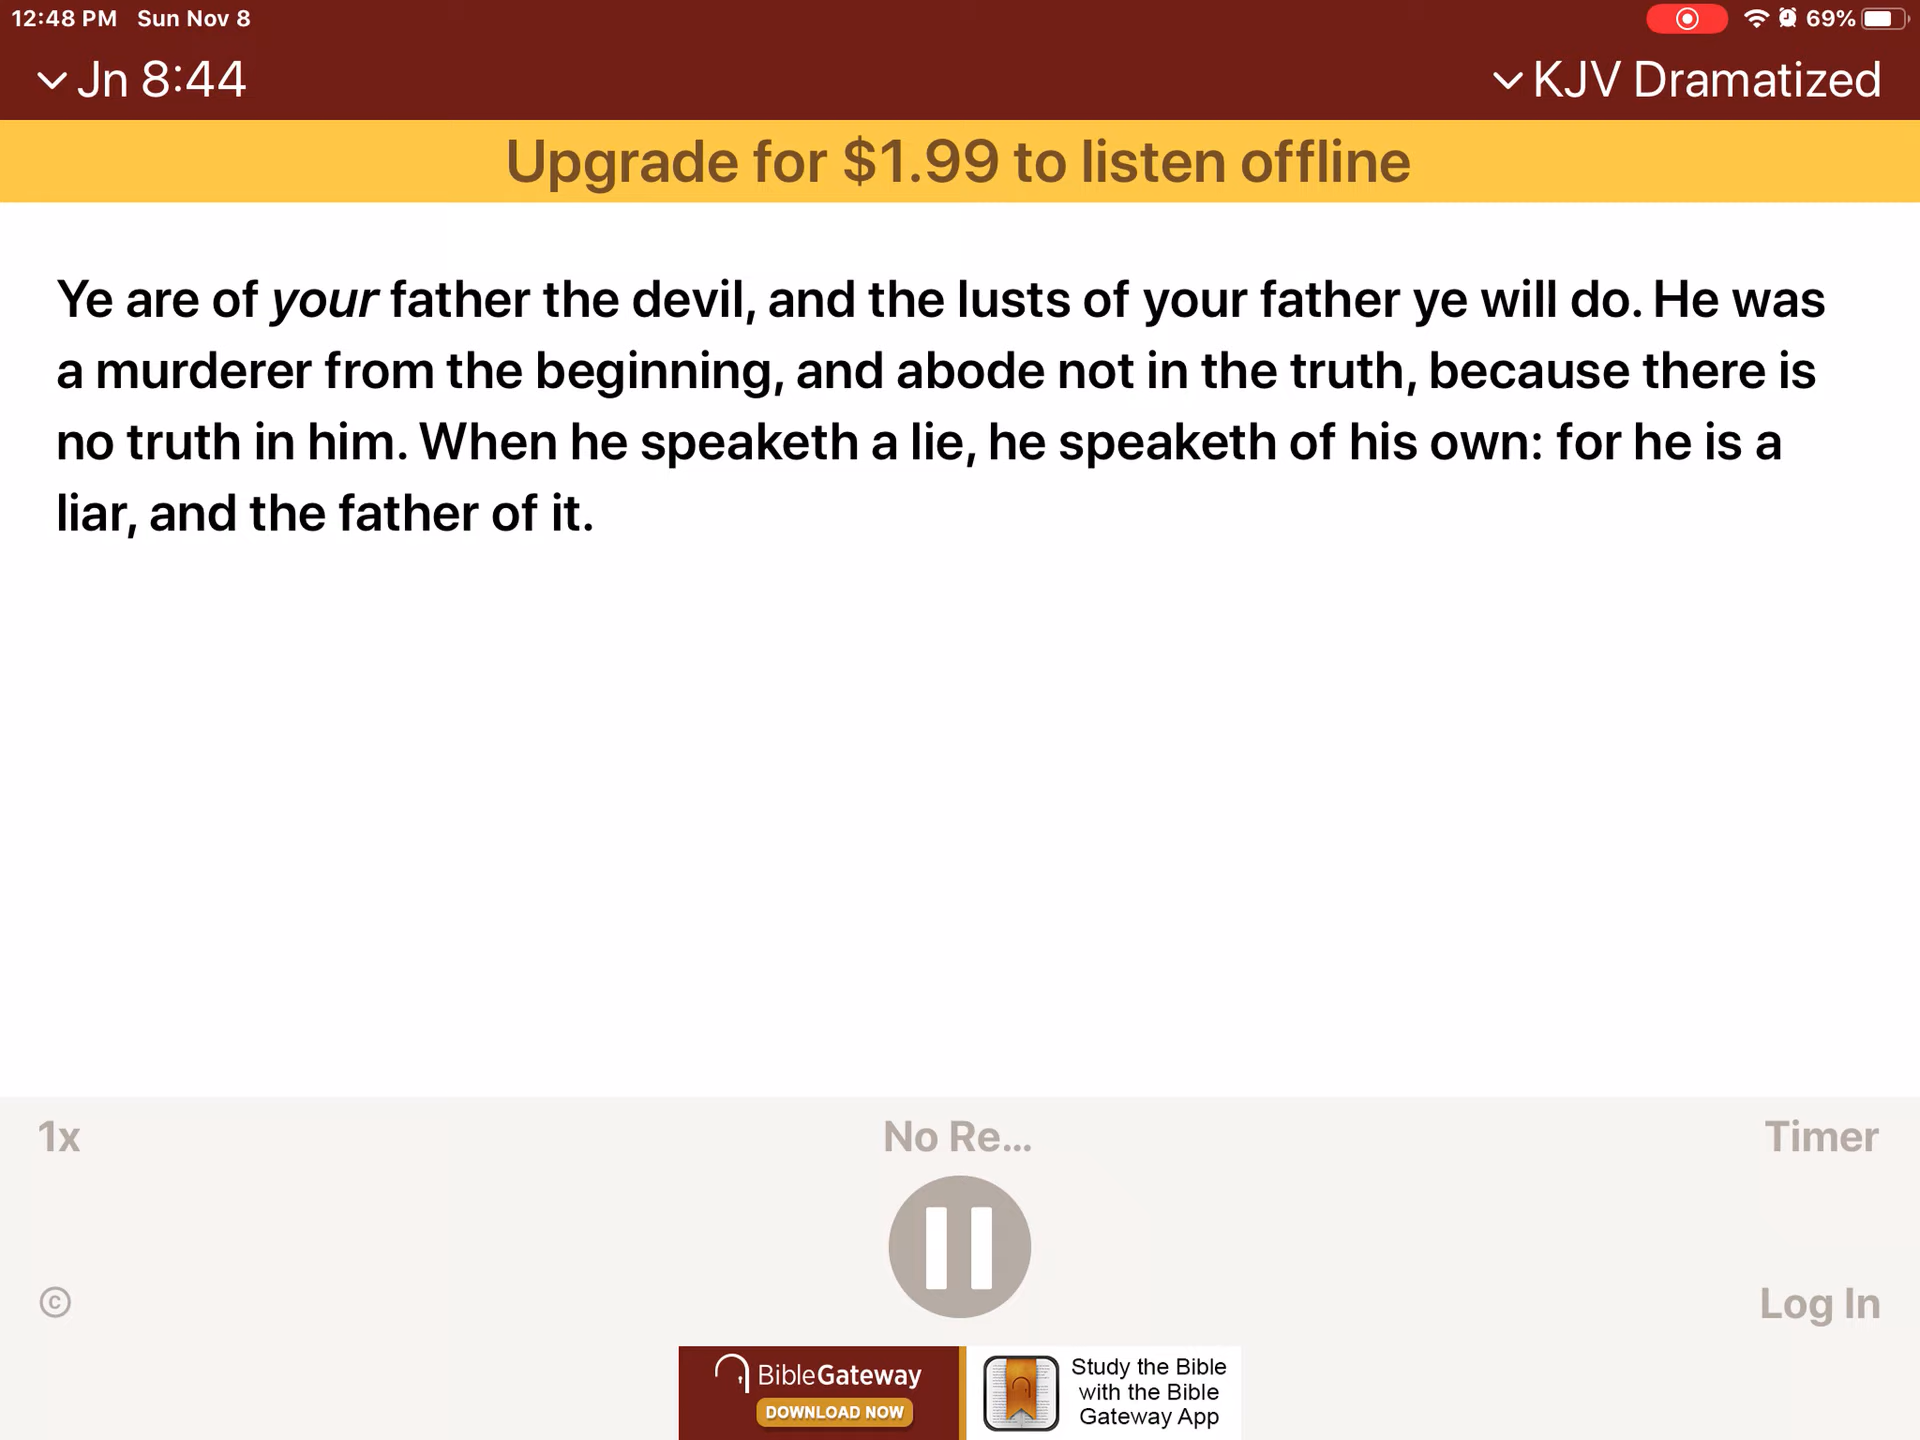 12:48 PM Sun Nov 8 69%
Jn 8:44 KJV Dramatized
Upgrade for $1.99 to listen offline
Ye are of your father the devil, and the lusts of your father ye will do. He was
a murderer from the beginning, and abode not in the truth, because there is
no truth in him. When he speaketh a lie, he speaketh of his own: for he is a
liar, and the father of it.
1x No Re... Timer
© Log In
BibleGateway
DOWNLOAD NOW
Study the Bible
with the Bible
Gateway App